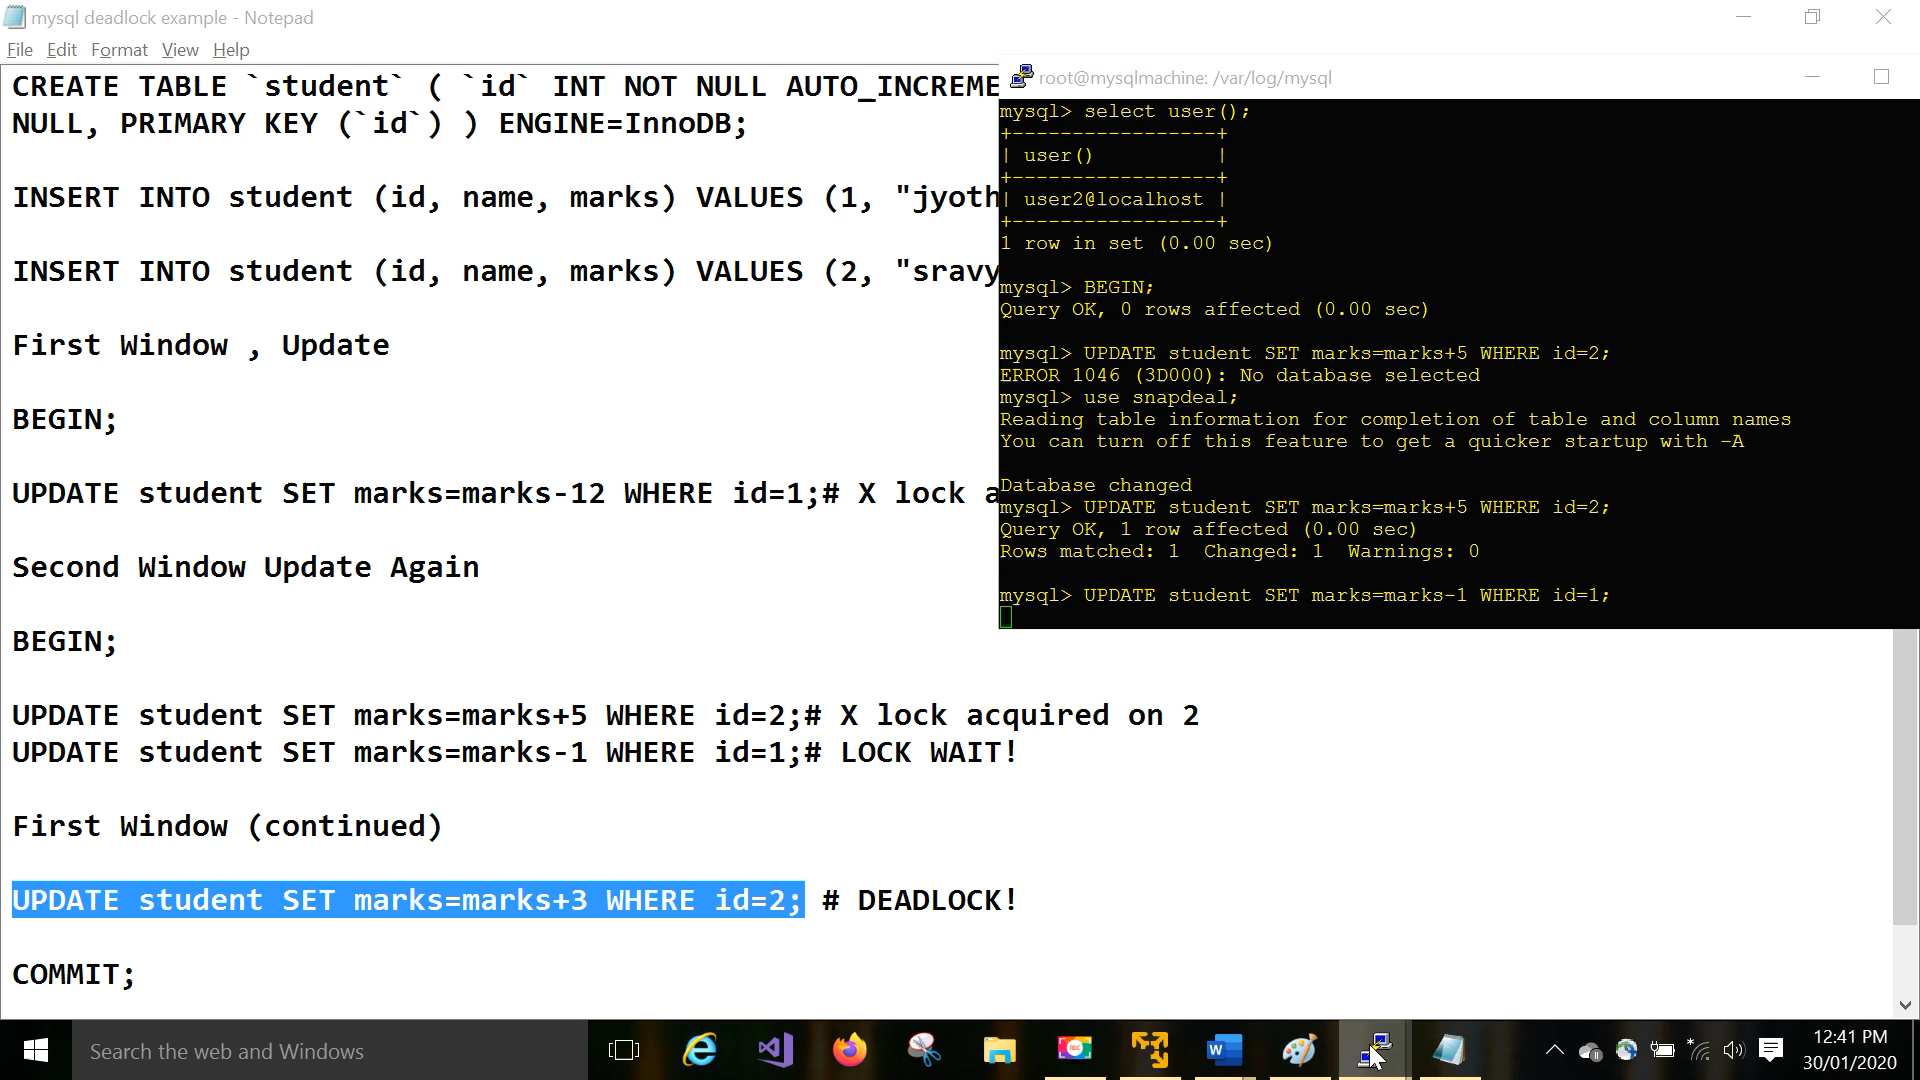 mysql deadlock example - Notepad
File Edit Format View Help
CREATE TABLE `student` ( `id` INT NOT NULL AUTO_INCREME
NULL, PRIMARY KEY (`id`) ) ENGINE=InnoDB;
INSERT INTO student (id, name, marks) VALUES (1, "jyoth
INSERT INTO student (id, name, marks) VALUES (2, "sravy
First Window , Update
BEGIN;
UPDATE student SET marks=marks-12 WHERE id=1;# X lock a
Second Window Update Again
BEGIN;
UPDATE student SET marks=marks+5 WHERE id=2;# X lock acquired on 2
UPDATE student SET marks=marks-1 WHERE id=1;# LOCK WAIT!
First Window (continued)
UPDATE student SET marks=marks+3 WHERE id=2; # DEADLOCK!
COMMIT;
root@mysqlmachine: /var/log/mysql
mysql> select user();
+-----------------+
| user()          |
+-----------------+
| user2@localhost |
+-----------------+
1 row in set (0.00 sec)
mysql> BEGIN;
Query OK, 0 rows affected (0.00 sec)
mysql> UPDATE student SET marks=marks+5 WHERE id=2;
ERROR 1046 (3D000): No database selected
mysql> use snapdeal;
Reading table information for completion of table and column names
You can turn off this feature to get a quicker startup with -A
Database changed
mysql> UPDATE student SET marks=marks+5 WHERE id=2;
Query OK, 1 row affected (0.00 sec)
Rows matched: 1  Changed: 1  Warnings: 0
mysql> UPDATE student SET marks=marks-1 WHERE id=1;
Search the web and Windows
12:41 PM
30/01/2020